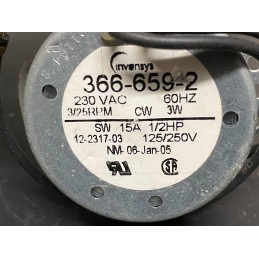 invensys
366-659-2
230 VAC 60HZ
3/25RPM CW 3W
SW 15A 1/2HP
12-2317-03 125/250V
NM- 06-Jan-05